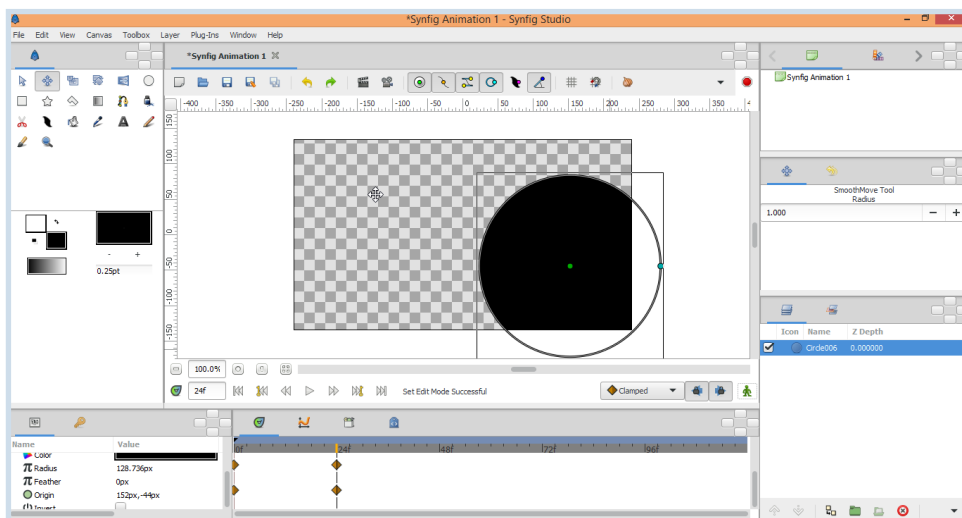 *Synfig Animation 1 - Synfig Studio
File Edit View Canvas Toolbox Layer Plug-Ins Window Help
*Synfig Animation 1
-400 -350 -300 -250 -200 -150 -100 -50 0 50 100 150 200 250 300 350
150
100
50
0
-50
-100
-150
- +
0.25pt
100.0%
24f
Set Edit Mode Successful
Clamped
Name Value
Color
Radius 128.736px
Feather 0px
Origin 152px,-44px
Invert
0f 24f 48f 72f 96f
Synfig Animation 1
SmoothMove Tool
Radius
1.000 - +
Icon Name Z Depth
Circle006 0.000000